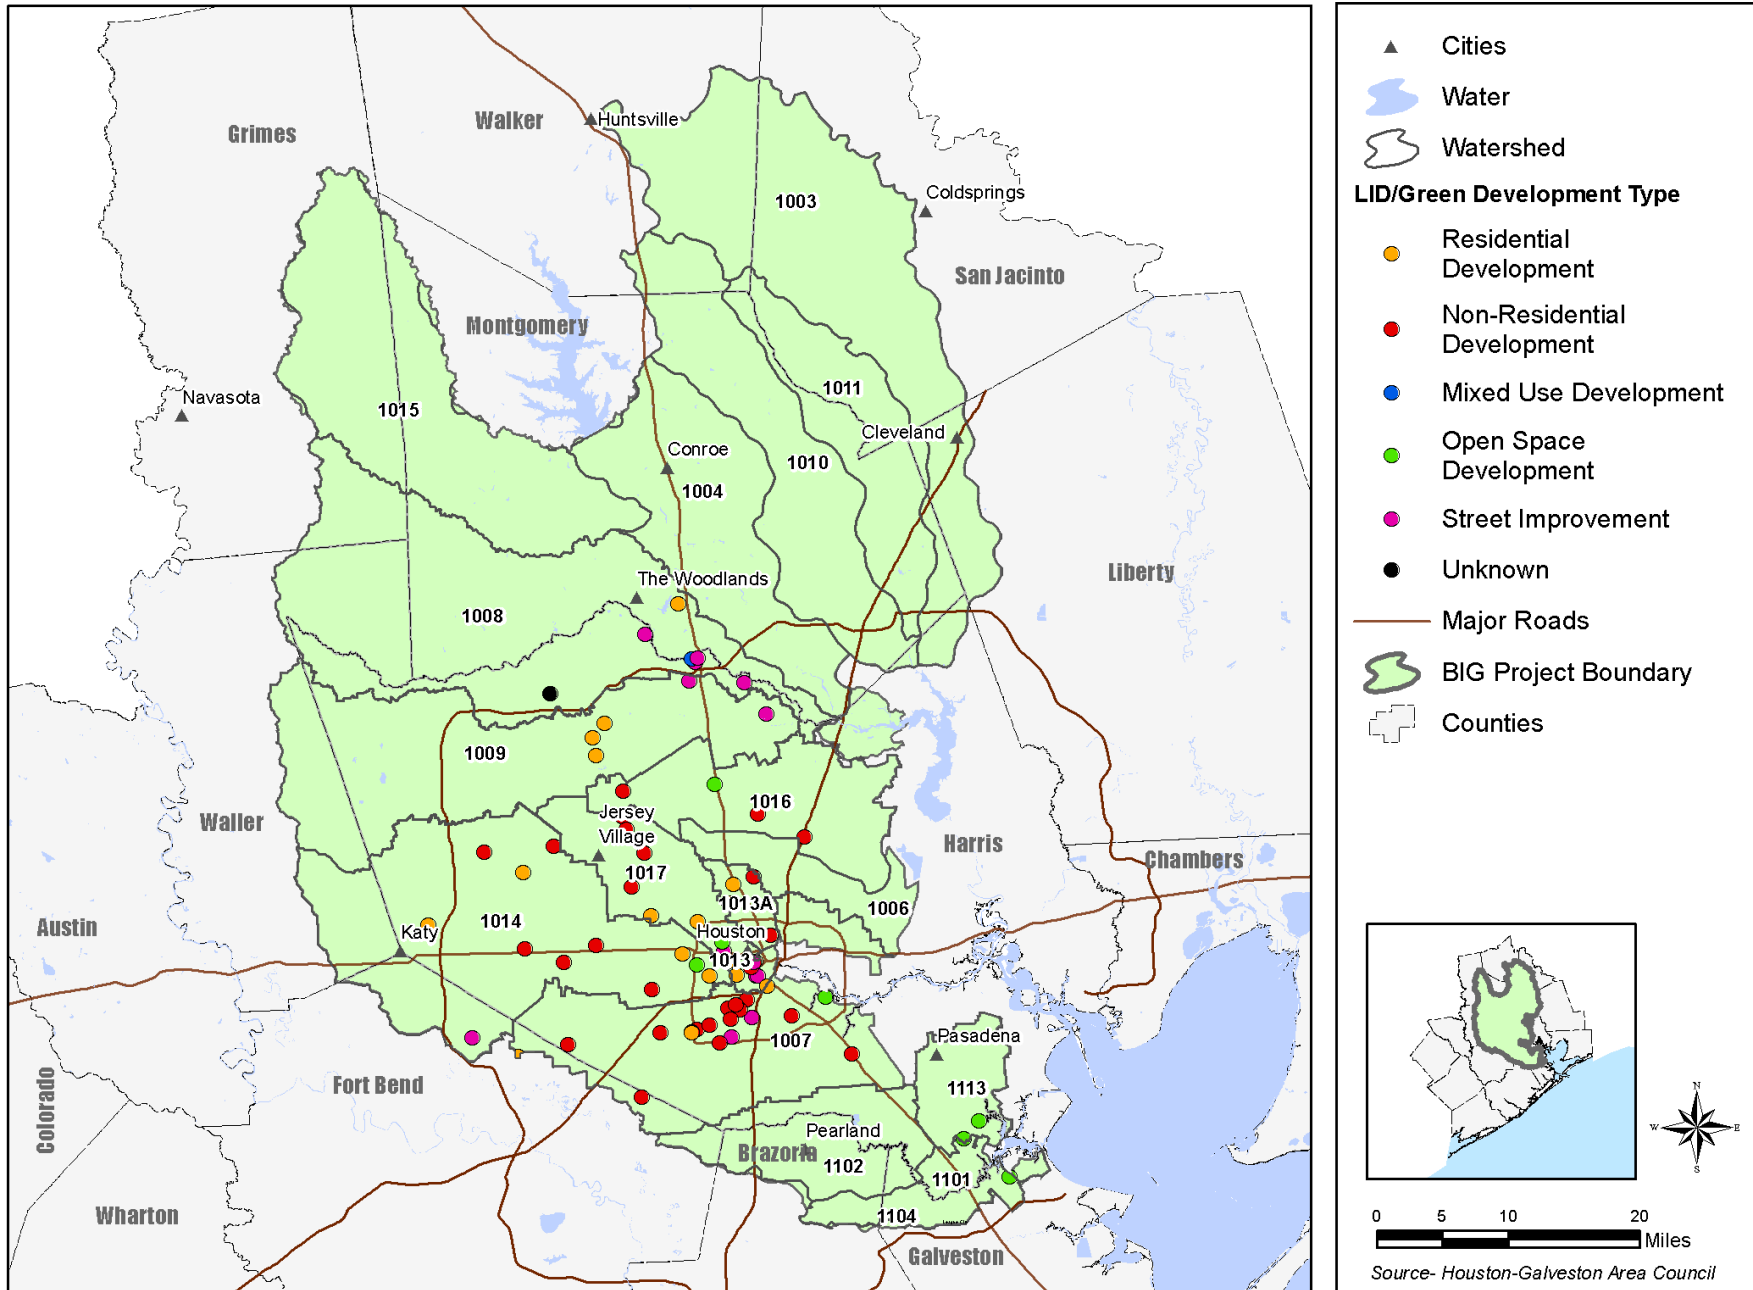 Grimes
Walker
Huntsville
1003
Coldsprings
San Jacinto
Montgomery
Navasota
1015
1011
Cleveland
1010
Conroe
1004
Liberty
The Woodlands
1008
1009
1016
Waller
Jersey
Village
Harris
Chambers
1017
1013A
1006
Austin
1014
Katy
Houston
1013
1007
Pasadena
Fort Bend
1113
Colorado
Pearland
Brazoria
1102
1101
Wharton
1104
Galveston
Cities
Water
Watershed
LID/Green Development Type
Residential
Development
Non-Residential
Development
Mixed Use Development
Open Space
Development
Street Improvement
Unknown
Major Roads
BIG Project Boundary
Counties
N
W
E
S
0 5 10 20
Miles
Source- Houston-Galveston Area Council